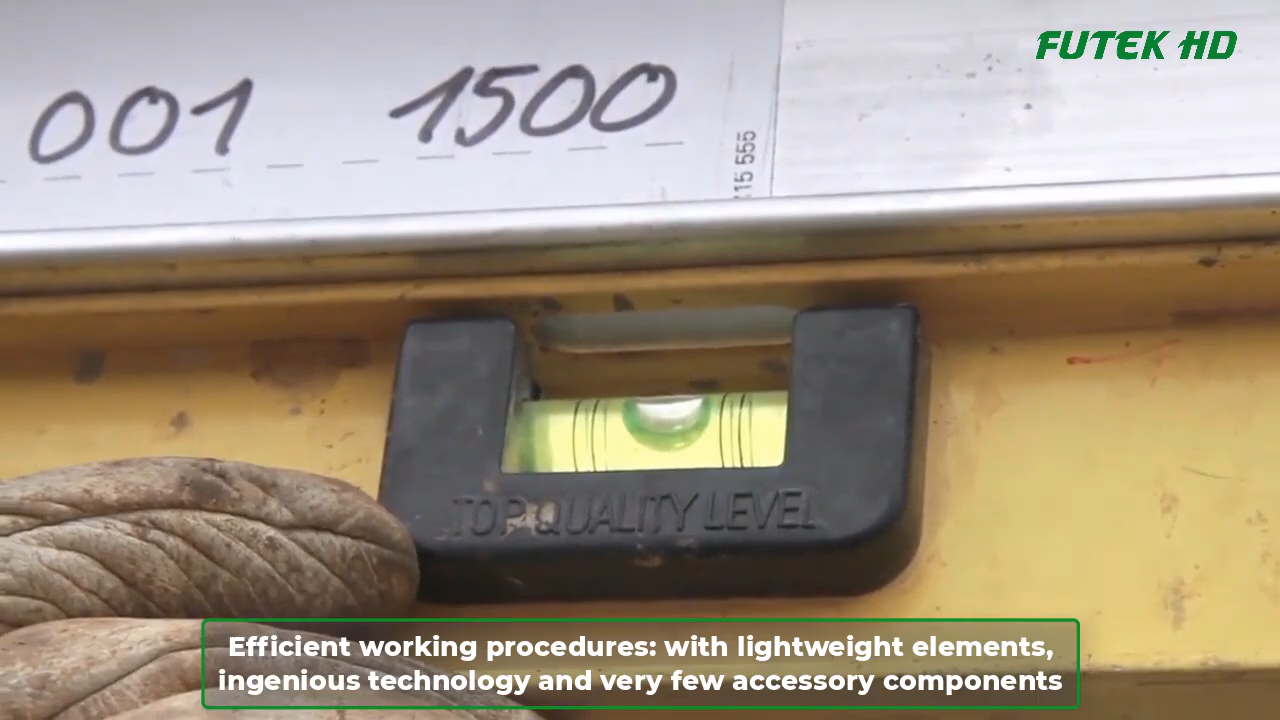 FUTEK HD
001 1500
15 555
TOP QUALITY LEVEL
Efficient working procedures: with lightweight elements,
ingenious technology and very few accessory components